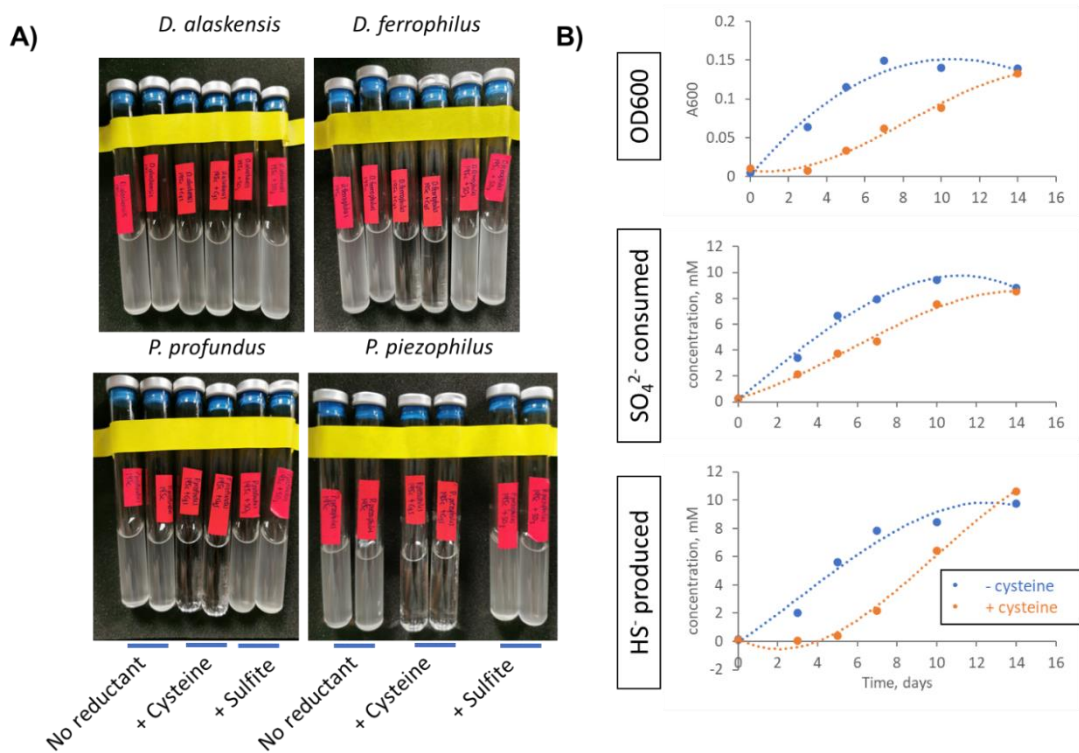 A)
D. alaskensis
D. ferrophilus
P. profundus
P. piezophilus
No reductant
+ Cysteine
+ Sulfite
No reductant
+ Cysteine
+ Sulfite
B)
OD600
0.2
0.15
0.1
0.05
0
A600
0 2 4 6 8 10 12 14 16
SO₄²⁻ consumed
12
10
8
6
4
2
0
concentration, mM
0 2 4 6 8 10 12 14 16
HS⁻ produced
12
10
8
6
4
2
0
-2
concentration, mM
0 2 4 6 8 10 12 14 16
Time, days
- cysteine
+ cysteine